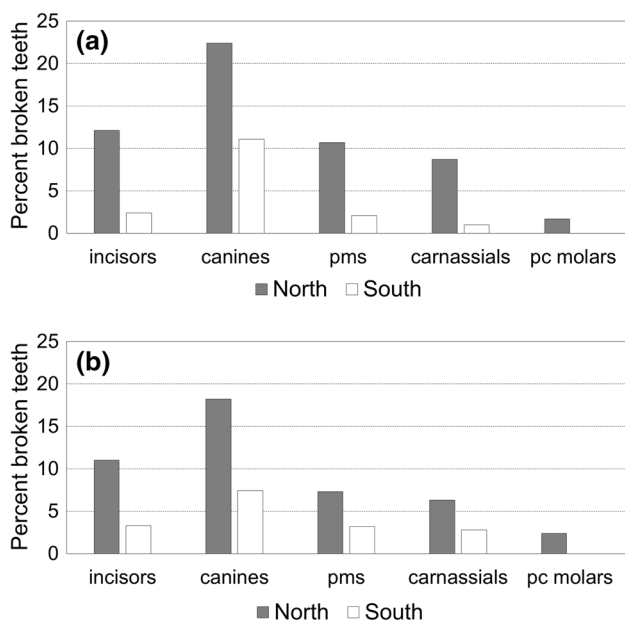 (a)
Percent broken teeth
25
20
15
10
5
0
incisors canines pms carnassials pc molars
North South
(b)
Percent broken teeth
25
20
15
10
5
0
incisors canines pms carnassials pc molars
North South